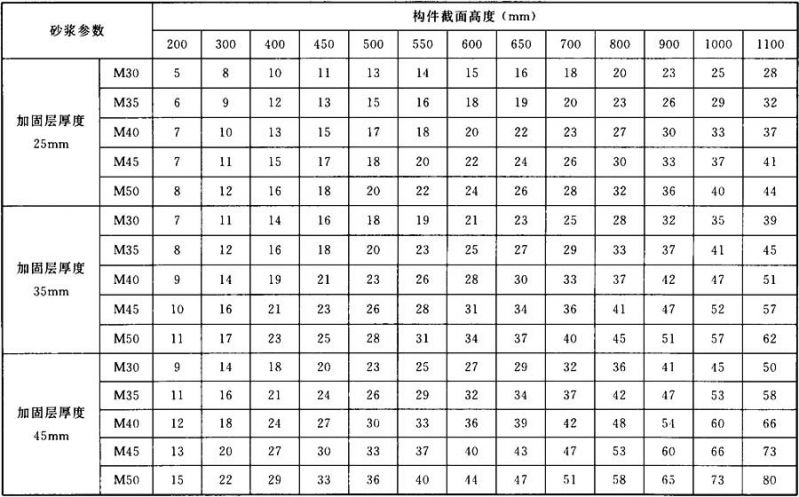 砂浆参数 构件截面高度（mm）
200 300 400 450 500 550 600 650 700 800 900 1000 1100
加固层厚度 25mm
M30 5 8 10 11 13 14 15 16 18 20 23 25 28
M35 6 9 12 13 15 16 18 19 20 23 26 29 32
M40 7 10 13 15 17 18 20 22 23 27 30 33 37
M45 7 11 15 17 18 20 22 24 26 30 33 37 41
M50 8 12 16 18 20 22 24 26 28 32 36 40 44
加固层厚度 35mm
M30 7 11 14 16 18 19 21 23 25 28 32 35 39
M35 8 12 16 18 20 23 25 27 29 33 37 41 45
M40 9 14 19 21 23 26 28 30 33 37 42 47 51
M45 10 16 21 23 26 28 31 34 36 41 47 52 57
M50 11 17 23 25 28 31 34 37 40 45 51 57 62
加固层厚度 45mm
M30 9 14 18 20 23 25 27 29 32 36 41 45 50
M35 11 16 21 24 26 29 32 34 37 42 47 53 58
M40 12 18 24 27 30 33 36 39 42 48 54 60 66
M45 13 20 27 30 33 37 40 43 47 53 60 66 73
M50 15 22 29 33 36 40 44 47 51 58 65 73 80